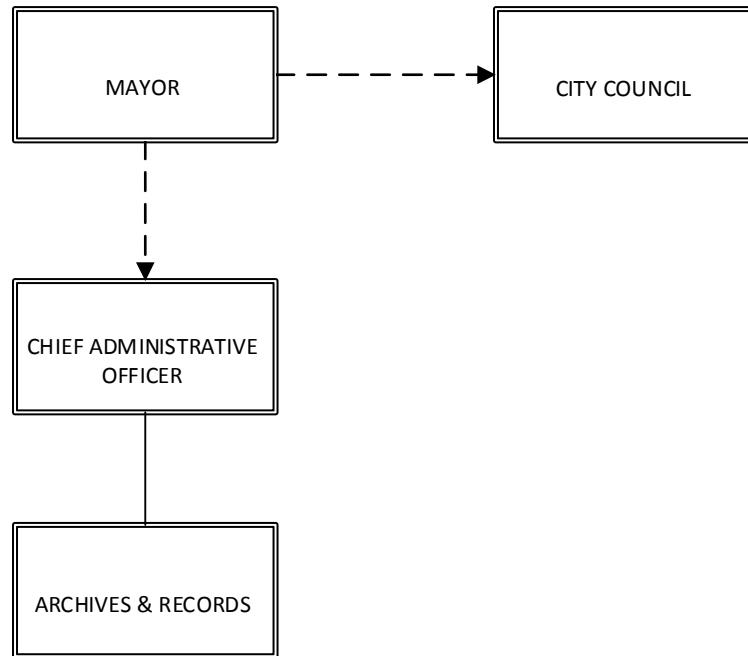 MAYOR
CITY COUNCIL
CHIEF ADMINISTRATIVE
OFFICER
ARCHIVES & RECORDS